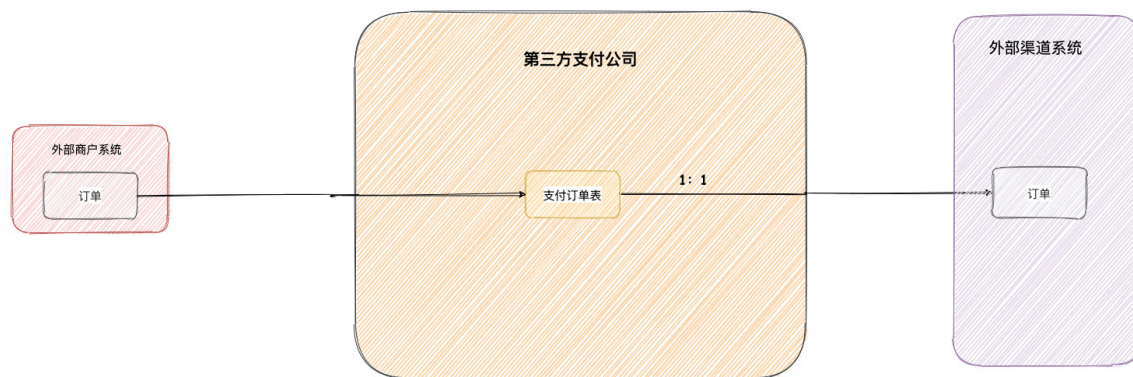 第三方支付公司
外部渠道系统
外部商户系统
订单
支付订单表
1: 1
订单